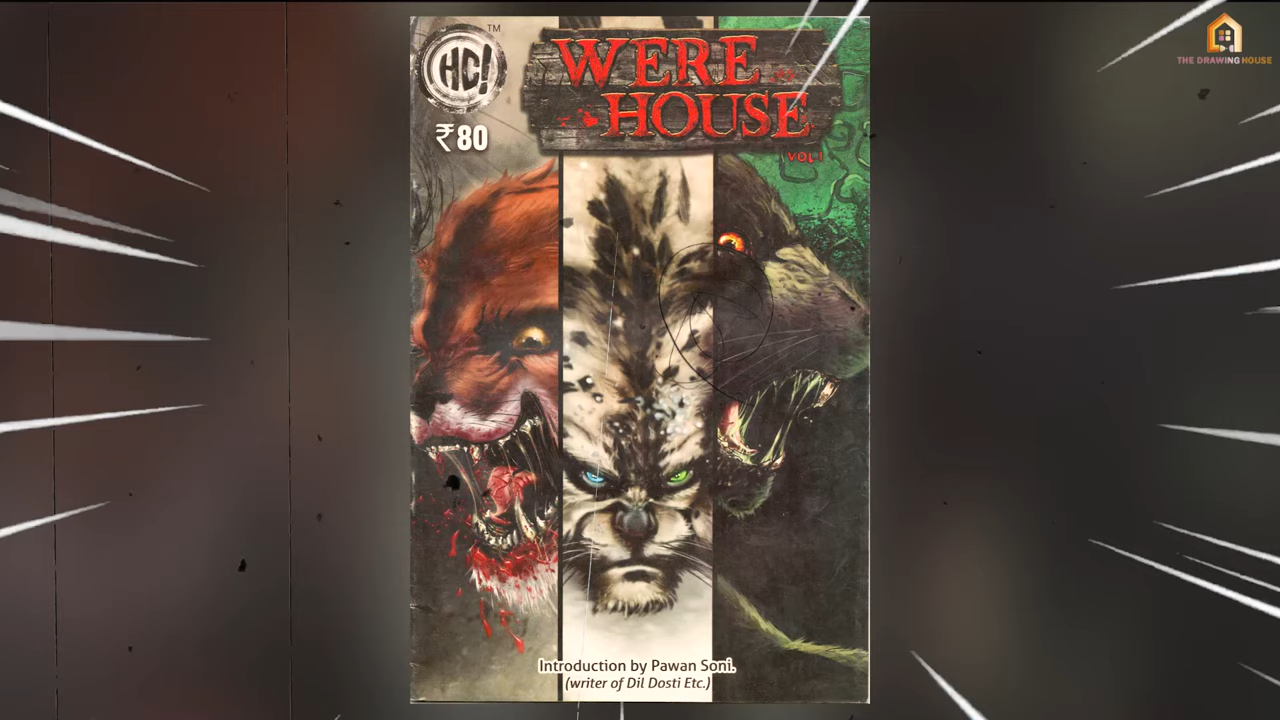 HC!
TM
₹80
WERE
HOUSE
VOL 1
THE DRAWING HOUSE
Introduction by Pawan Soni.
(writer of Dil Dosti Etc.)